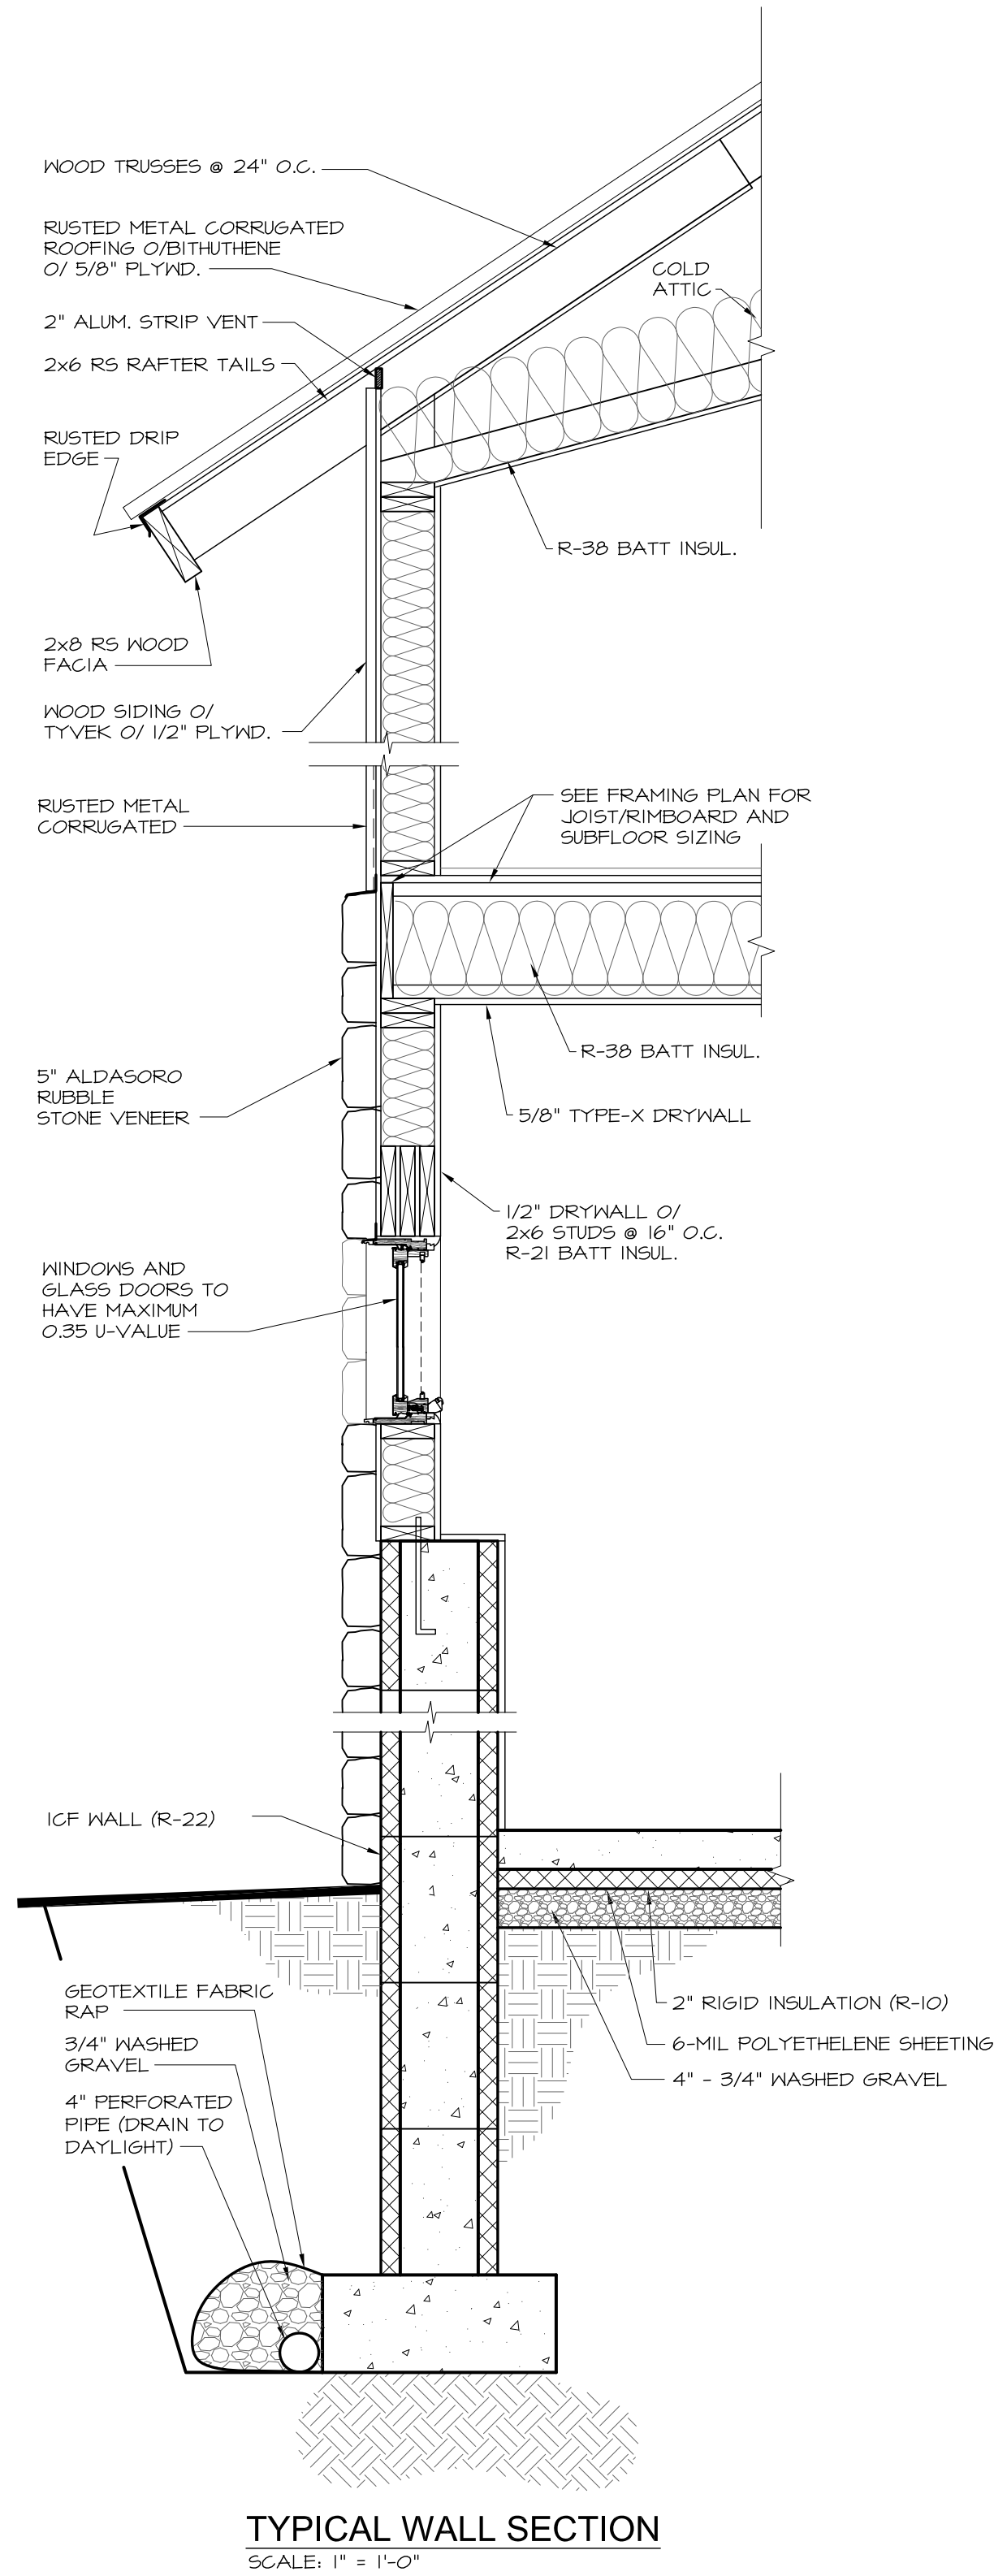 WOOD TRUSSES @ 24" O.C.
RUSTED METAL CORRUGATED
ROOFING O/BITHUTHENE
O/ 5/8" PLYWD.
COLD
ATTIC
2" ALUM. STRIP VENT
2x6 RS RAFTER TAILS
RUSTED DRIP
EDGE
R-38 BATT INSUL.
2x8 RS WOOD
FACIA
WOOD SIDING O/
TYVEK O/ 1/2" PLYWD.
RUSTED METAL
CORRUGATED
SEE FRAMING PLAN FOR
JOIST/RIMBOARD AND
SUBFLOOR SIZING
R-38 BATT INSUL.
5" ALDASORO
RUBBLE
STONE VENEER
5/8" TYPE-X DRYWALL
1/2" DRYWALL O/
2x6 STUDS @ 16" O.C.
R-21 BATT INSUL.
WINDOWS AND
GLASS DOORS TO
HAVE MAXIMUM
0.35 U-VALUE
ICF WALL (R-22)
GEOTEXTILE FABRIC
RAP
3/4" WASHED
GRAVEL
4" PERFORATED
PIPE (DRAIN TO
DAYLIGHT)
2" RIGID INSULATION (R-10)
6-MIL POLYETHELENE SHEETING
4" - 3/4" WASHED GRAVEL
TYPICAL WALL SECTION
SCALE: 1" = 1'-0"